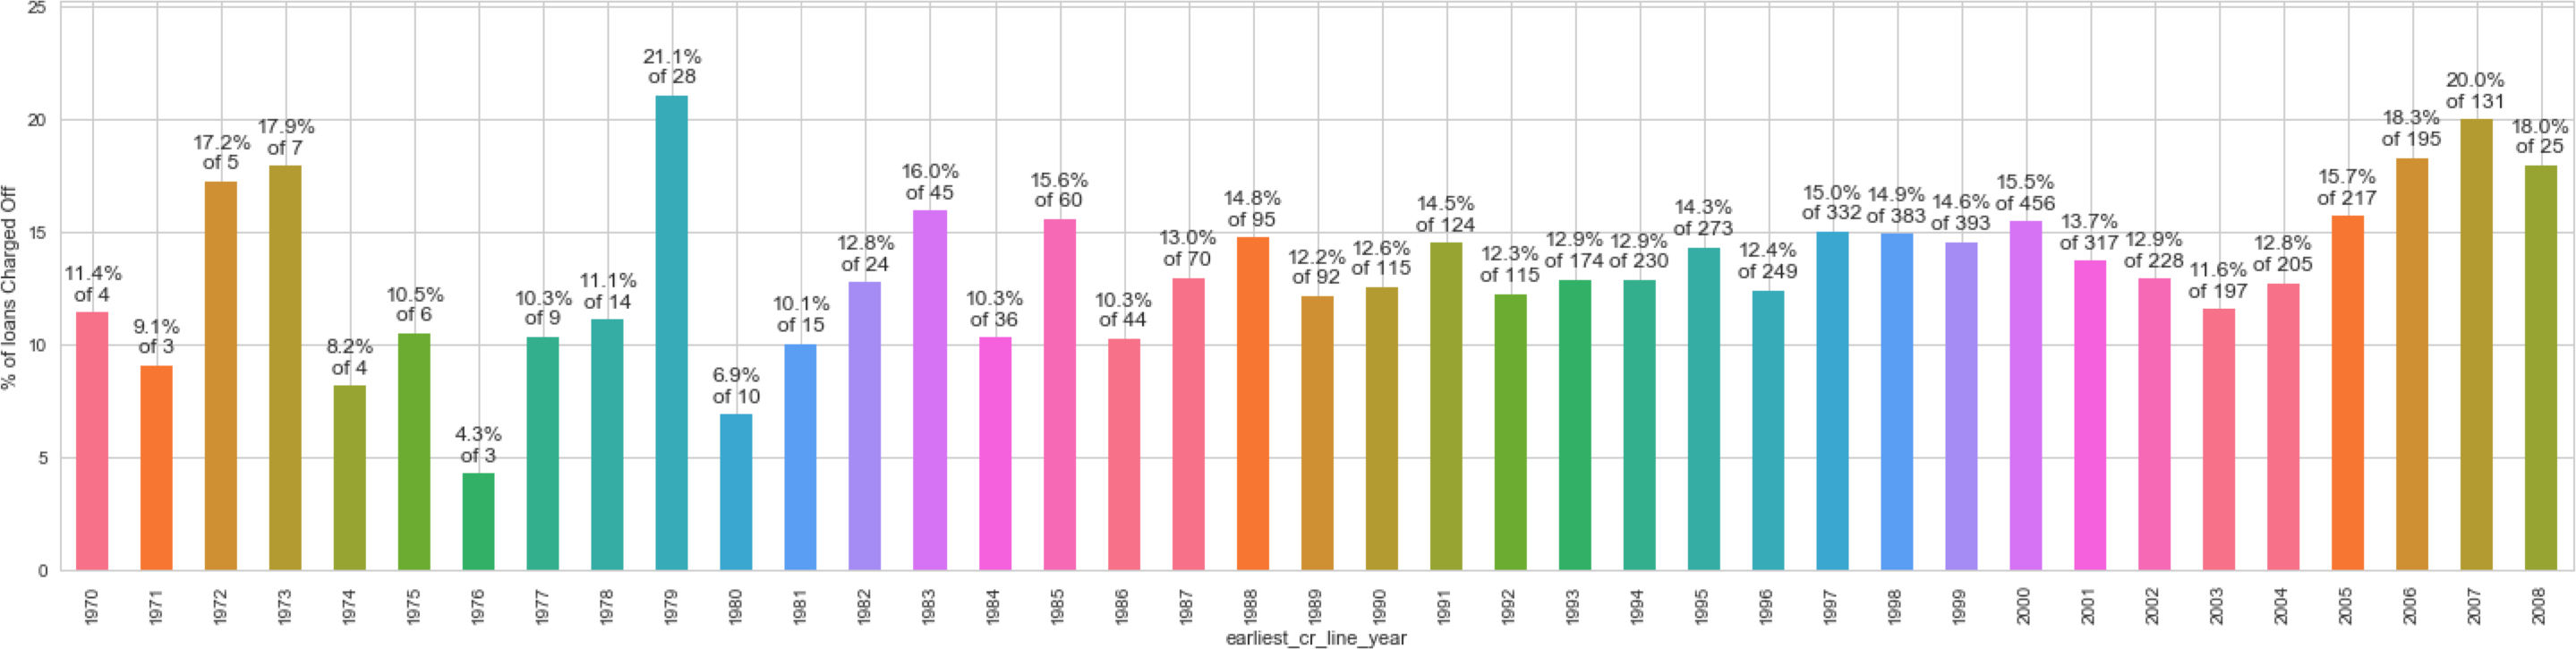 % of loans Charged Off
25
20
15
10
5
0
11.4%
of 4
9.1%
of 3
17.2%
of 5
17.9%
of 7
8.2%
of 4
10.5%
of 6
4.3%
of 3
10.3%
of 9
11.1%
of 14
21.1%
of 28
6.9%
of 10
10.1%
of 15
12.8%
of 24
16.0%
of 45
10.3%
of 36
15.6%
of 60
10.3%
of 44
13.0%
of 70
14.8%
of 95
12.2%
of 92
12.6%
of 115
14.5%
of 124
12.3%
of 115
12.9%
of 174
12.9%
of 230
14.3%
of 273
12.4%
of 249
15.0%
of 332
14.9%
of 383
14.6%
of 393
15.5%
of 456
13.7%
of 317
12.9%
of 228
11.6%
of 197
12.8%
of 205
15.7%
of 217
18.3%
of 195
20.0%
of 131
18.0%
of 25
1970
1971
1972
1973
1974
1975
1976
1977
1978
1979
1980
1981
1982
1983
1984
1985
1986
1987
1988
1989
1990
1991
1992
1993
1994
1995
1996
1997
1998
1999
2000
2001
2002
2003
2004
2005
2006
2007
2008
earliest_cr_line_year